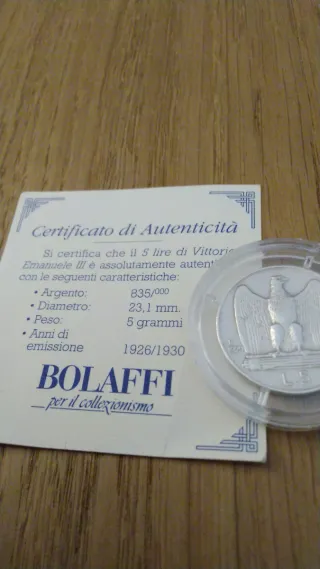 Certificato di Autenticità
Si certifica che il 5 lire di Vittorio
Emanuele III è assolutamente
con le seguenti caratteristiche:
• Argento: 835/000
• Diametro: 23,1 mm.
• Peso: 5 grammi
• Anni di
emissione 1926/1930
BOLAFFI
per il collezionismo
L.5